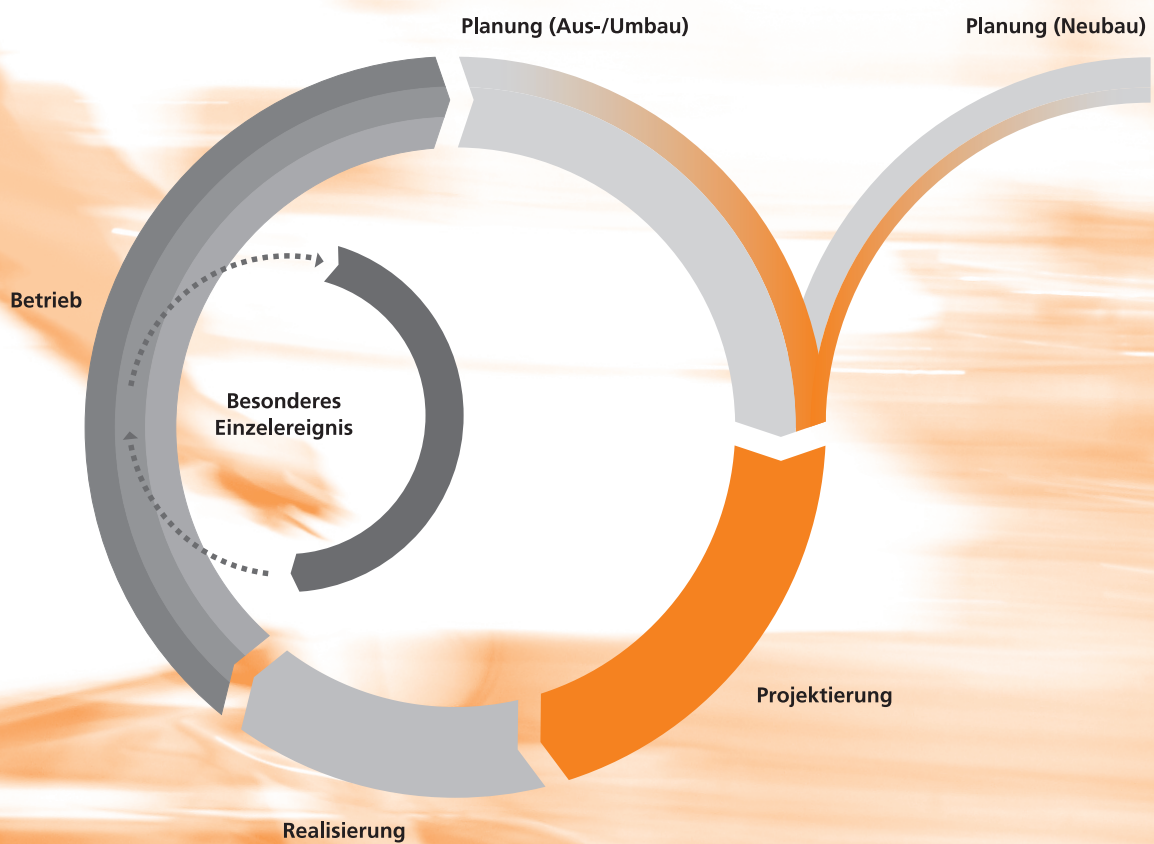 Planung (Aus-/Umbau)
Planung (Neubau)
Betrieb
Besonderes
Einzelereignis
Projektierung
Realisierung